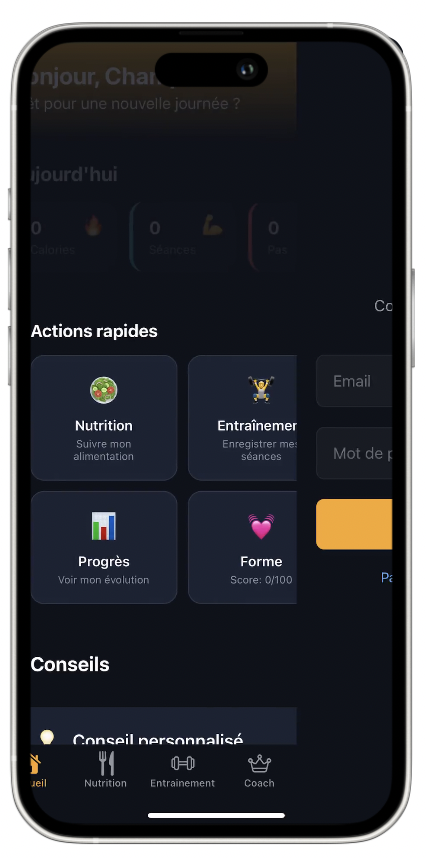 onjour, Cham
êt pour une nouvelle journée ?
ujourd'hui
0
Calories
0
Séances
0
Pas
Co
Actions rapides
Email
Nutrition
Suivre mon
alimentation
Entraînemen
Enregistrer mes
séances
Mot de p
Progrès
Voir mon évolution
Forme
Score: 0/100
Pa
Conseils
Conseil personnalisé
ueil
Nutrition
Entrainement
Coach